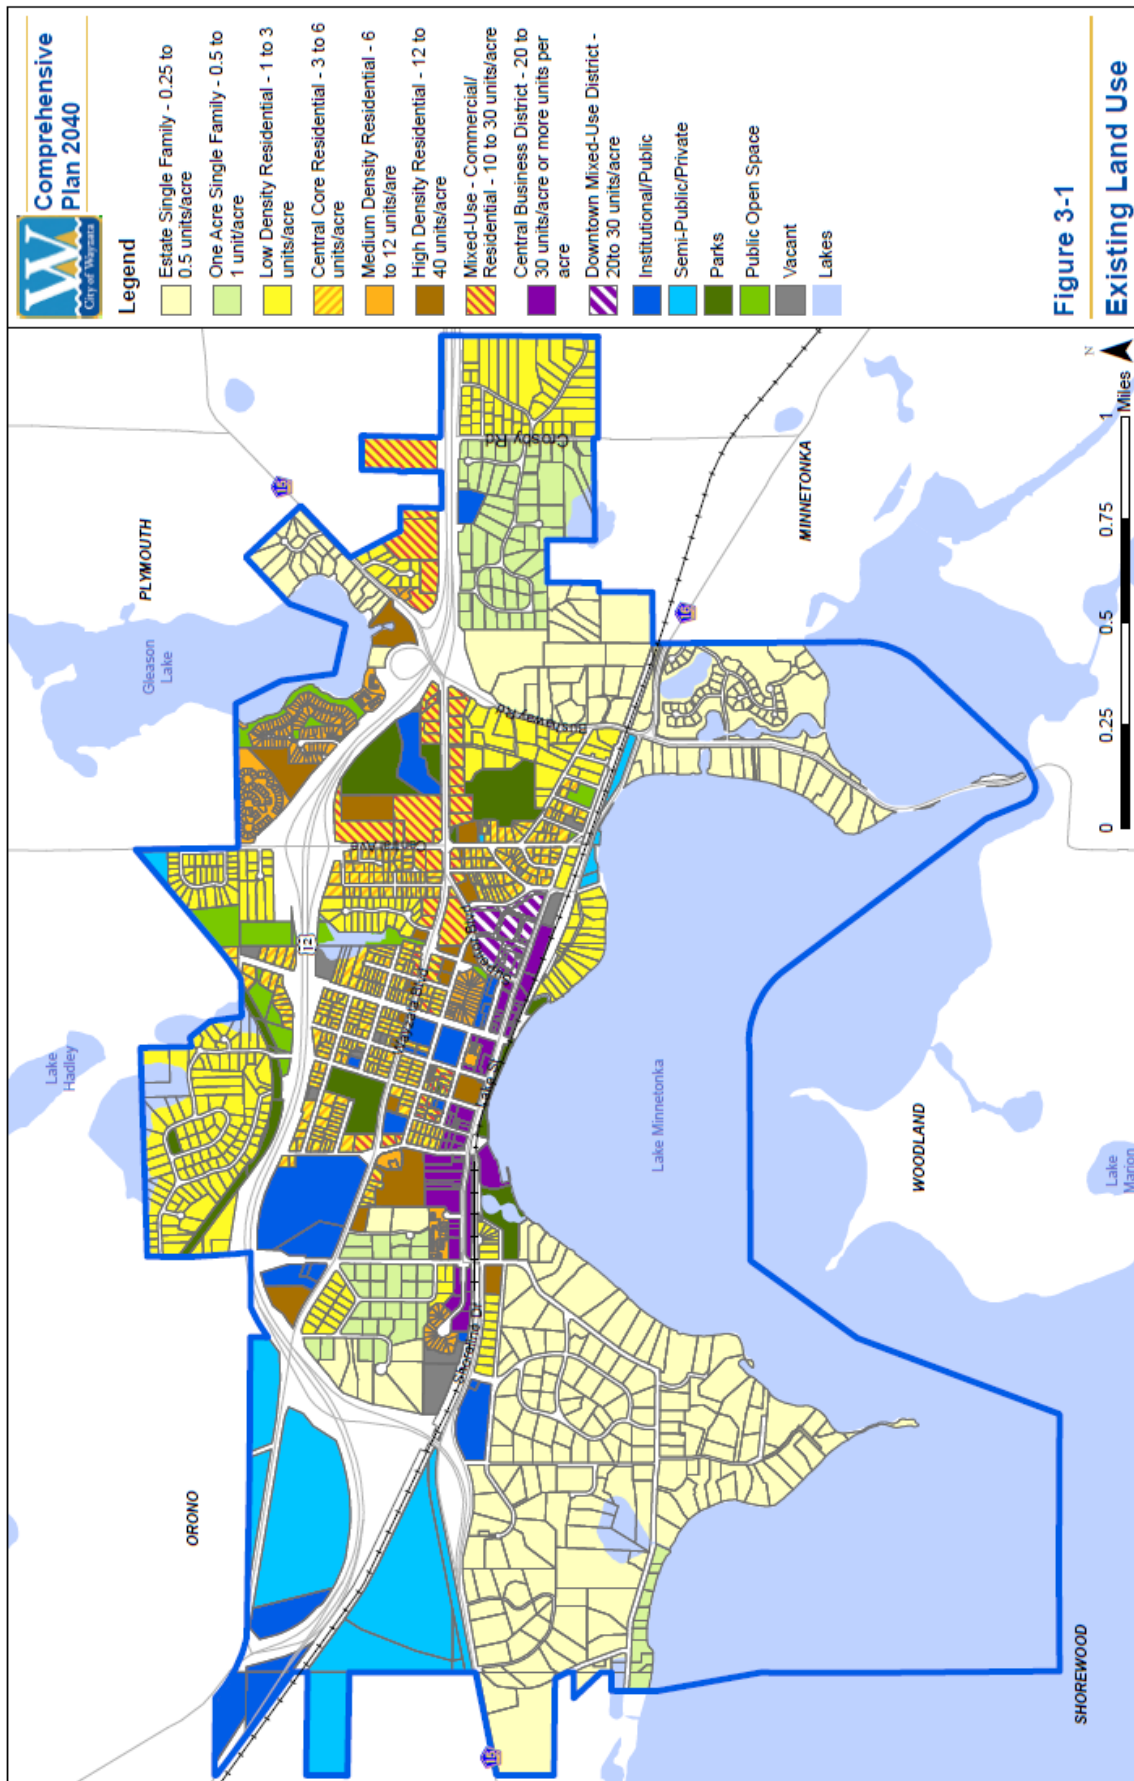 Comprehensive
Plan 2040
W
City of Wayzata
Legend
Estate Single Family - 0.25 to
0.5 units/acre
One Acre Single Family - 0.5 to
1 unit/acre
Low Density Residential - 1 to 3
units/acre
Central Core Residential - 3 to 6
units/acre
Medium Density Residential - 6
to 12 units/are
High Density Residential - 12 to
40 units/acre
Mixed-Use - Commercial/
Residential - 10 to 30 units/acre
Central Business District - 20 to
30 units/acre or more units per
acre
Downtown Mixed-Use District -
20to 30 units/acre
Institutional/Public
Semi-Public/Private
Parks
Public Open Space
Vacant
Lakes
Figure 3-1
Existing Land Use
PLYMOUTH
Gleason
Lake
Lake
Hadley
ORONO
15
12
Crosby Rd
Bushaway Rd
Central Ave
Wayzata Blvd
Superior Blvd
Lake St
Shoreline Dr
16
MINNETONKA
Lake Minnetonka
WOODLAND
Lake
Marion
15
SHOREWOOD
N
0
0.25
0.5
0.75
1
Miles